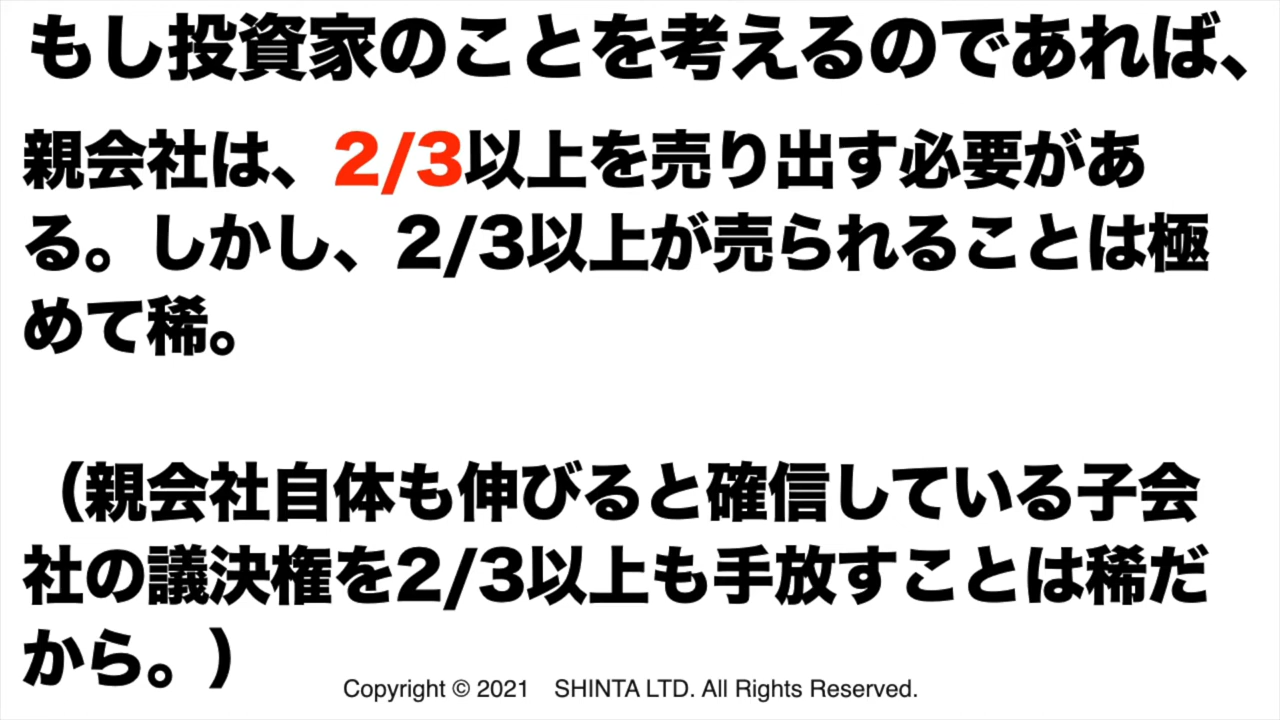 もし投資家のことを考えるのであれば、
親会社は、2/3以上を売り出す必要があ
る。しかし、2/3以上が売られることは極
めて稀。
（親会社自体も伸びると確信している子会
社の議決権を2/3以上も手放すことは稀だ
から。）
Copyright © 2021 SHINTA LTD. All Rights Reserved.